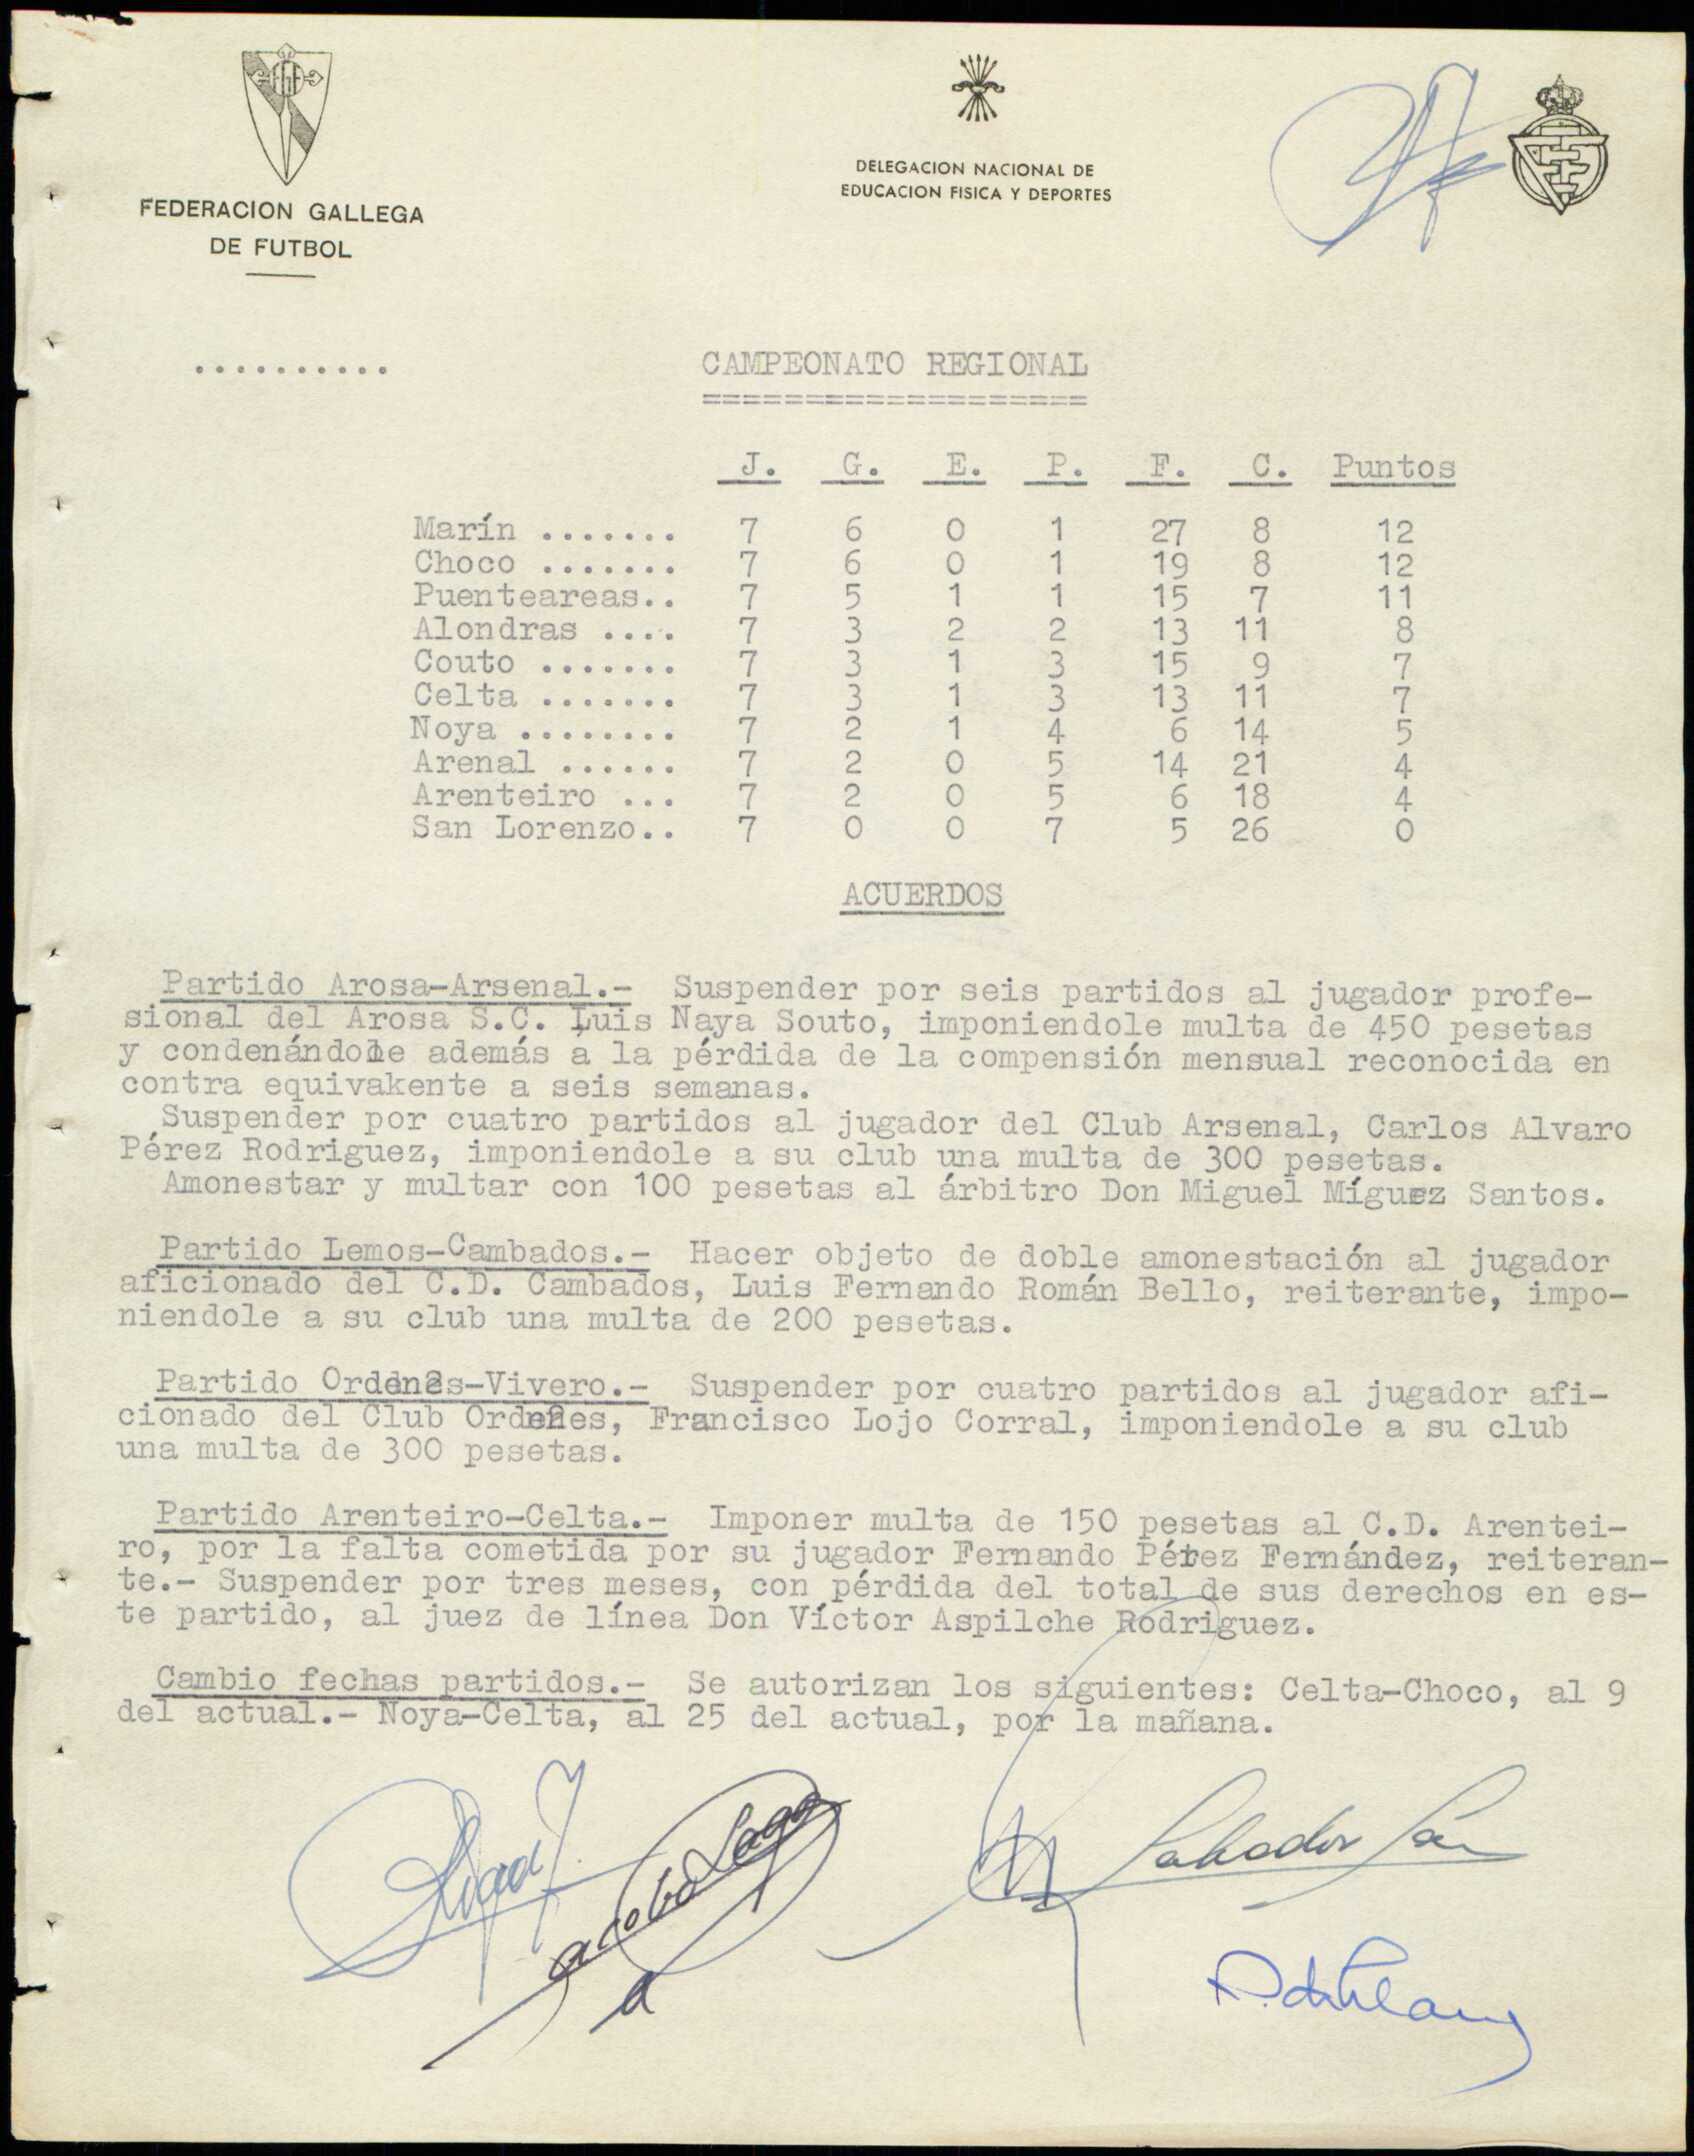 FGF
FEDERACION GALLEGA
DE FUTBOL
DELEGACION NACIONAL DE
EDUCACION FISICA Y DEPORTES
.......... CAMPEONATO REGIONAL
===================
J. G. E. P. F. C. Puntos
Marín ....... 7 6 0 1 27 8 12
Choco ....... 7 6 0 1 19 8 12
Puenteareas.. 7 5 1 1 15 7 11
Alondras .... 7 3 2 2 13 11 8
Couto ....... 7 3 1 3 15 9 7
Celta ....... 7 3 1 3 13 11 7
Noya ........ 7 2 1 4 6 14 5
Arenal ...... 7 2 0 5 14 21 4
Arenteiro ... 7 2 0 5 6 18 4
San Lorenzo.. 7 0 0 7 5 26 0
ACUERDOS
Partido Arosa-Arsenal.- Suspender por seis partidos al jugador profe-
sional del Arosa S.C. Luis Naya Souto, imponiendole multa de 450 pesetas
y condenándole además a la pérdida de la compensión mensual reconocida en
contra equivakente a seis semanas.
Suspender por cuatro partidos al jugador del Club Arsenal, Carlos Alvaro
Pérez Rodriguez, imponiendole a su club una multa de 300 pesetas.
Amonestar y multar con 100 pesetas al árbitro Don Miguel Míguez Santos.
Partido Lemos-Cambados.- Hacer objeto de doble amonestación al jugador
aficionado del C.D. Cambados, Luis Fernando Román Bello, reiterante, impo-
niendole a su club una multa de 200 pesetas.
Partido Ordenes-Vivero.- Suspender por cuatro partidos al jugador afi-
cionado del Club Ordenes, Francisco Lojo Corral, imponiendole a su club
una multa de 300 pesetas.
Partido Arenteiro-Celta.- Imponer multa de 150 pesetas al C.D. Arentei-
ro, por la falta cometida por su jugador Fernando Pérez Fernández, reiteran-
te.- Suspender por tres meses, con pérdida del total de sus derechos en es-
te partido, al juez de línea Don Víctor Aspilche Rodriguez.
Cambio fechas partidos.- Se autorizan los siguientes: Celta-Choco, al 9
del actual.- Noya-Celta, al 25 del actual, por la mañana.